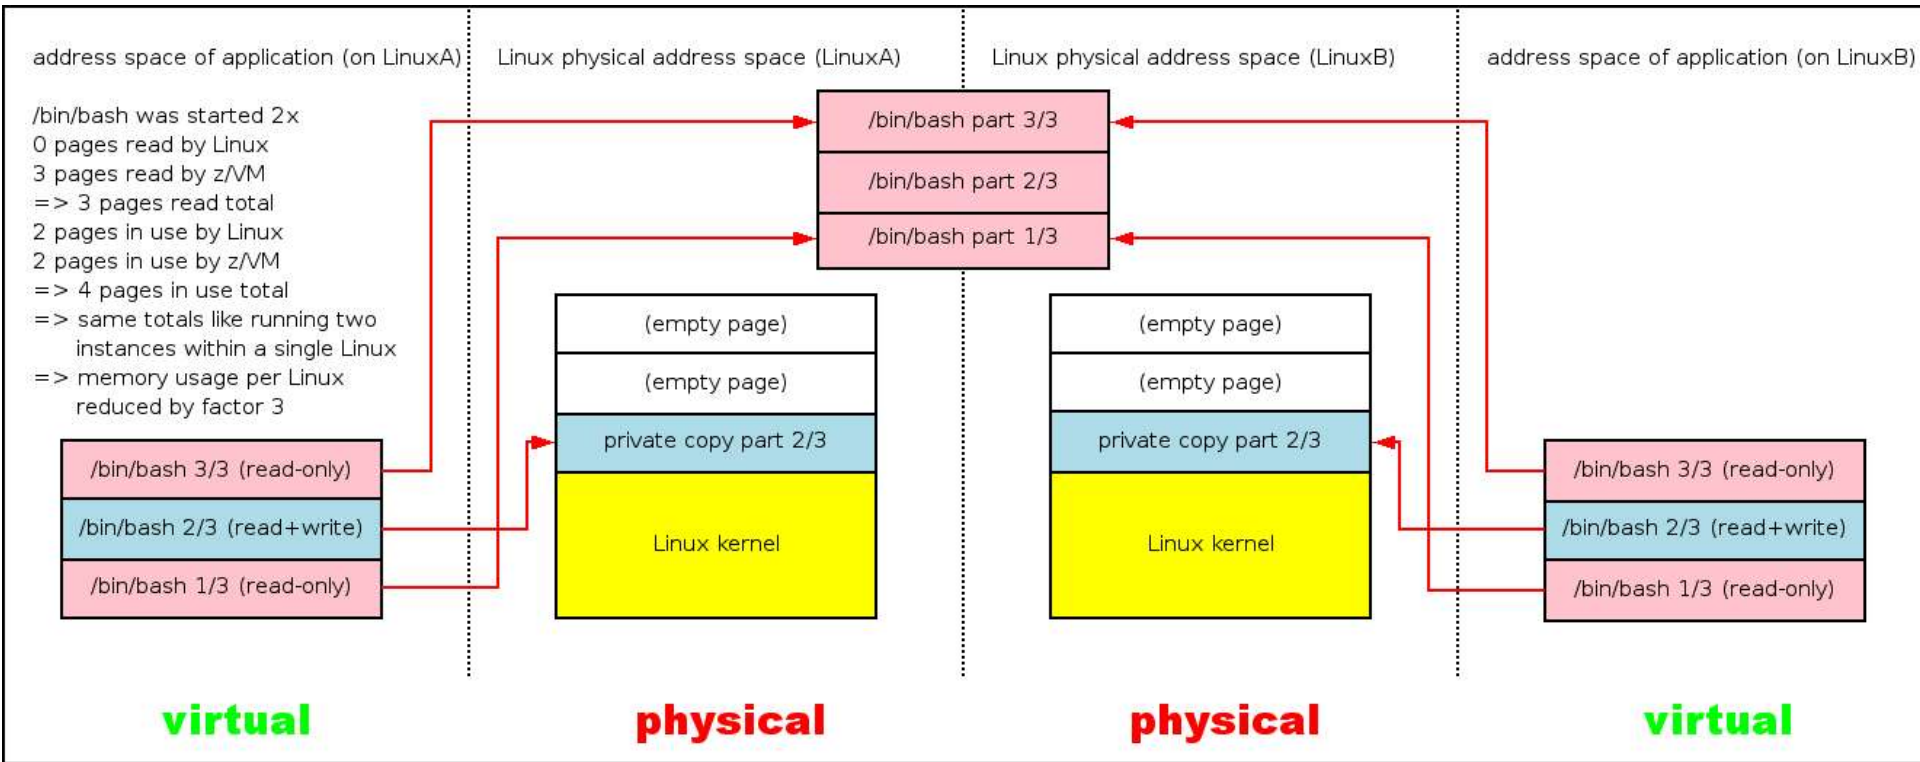 address space of application (on LinuxA)
Linux physical address space (LinuxA)
Linux physical address space (LinuxB)
address space of application (on LinuxB)
/bin/bash was started 2x
0 pages read by Linux
3 pages read by z/VM
=> 3 pages read total
2 pages in use by Linux
2 pages in use by z/VM
=> 4 pages in use total
=> same totals like running two
instances within a single Linux
=> memory usage per Linux
reduced by factor 3
/bin/bash 3/3 (read-only)
/bin/bash 2/3 (read+write)
/bin/bash 1/3 (read-only)
/bin/bash part 3/3
/bin/bash part 2/3
/bin/bash part 1/3
(empty page)
(empty page)
private copy part 2/3
Linux kernel
(empty page)
(empty page)
private copy part 2/3
Linux kernel
/bin/bash 3/3 (read-only)
/bin/bash 2/3 (read+write)
/bin/bash 1/3 (read-only)
virtual
physical
physical
virtual